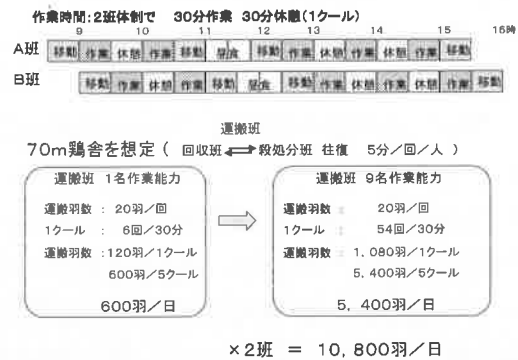 作業時間:2班体制で 30分作業 30分休憩(1クール)
9 10 11 12 13 14 15 16時
A班 移動 作業 休憩 作業 移動 昼食 移動 作業 休憩 作業 休憩 作業 移動
B班 移動 作業 休憩 作業 移動 昼食 移動 作業 休憩 作業 休憩 作業 移動
運搬班
70m鶏舎を想定( 回収班 殺処分班 往復 5分/回/人 )
運搬班 1名作業能力
運搬羽数 : 20羽/回
1クール : 6回/30分
運搬羽数 :120羽/1クール
600羽/5クール
600羽/日
運搬班 9名作業能力
運搬羽数 : 20羽/回
1クール : 54回/30分
運搬羽数 : 1,080羽/1クール
5,400羽/5クール
5,400羽/日
×2班 = 10,800羽/日